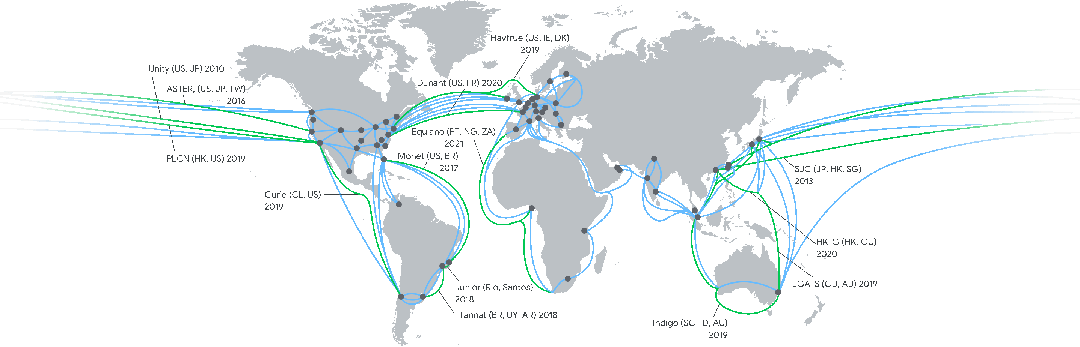 Havfrue (US, IE, DK)
2019
Unity (US, JP) 2010
Dunant (US, FR) 2020
ASTER, (US, JP, TW)
2016
Equiano (PT, NG, ZA)
2021
PLCN (HK, US) 2019
Monet (US, BR)
2017
SJC (JP, HK, SG)
2013
Curie (CL, US)
2019
HK-G (HK, GU)
2020
Junior (Rio, Santos)
2018
JGA-S (GU, AU) 2019
Tannat (BR, UY, AR) 2018
Indigo (SG, ID, AU)
2019